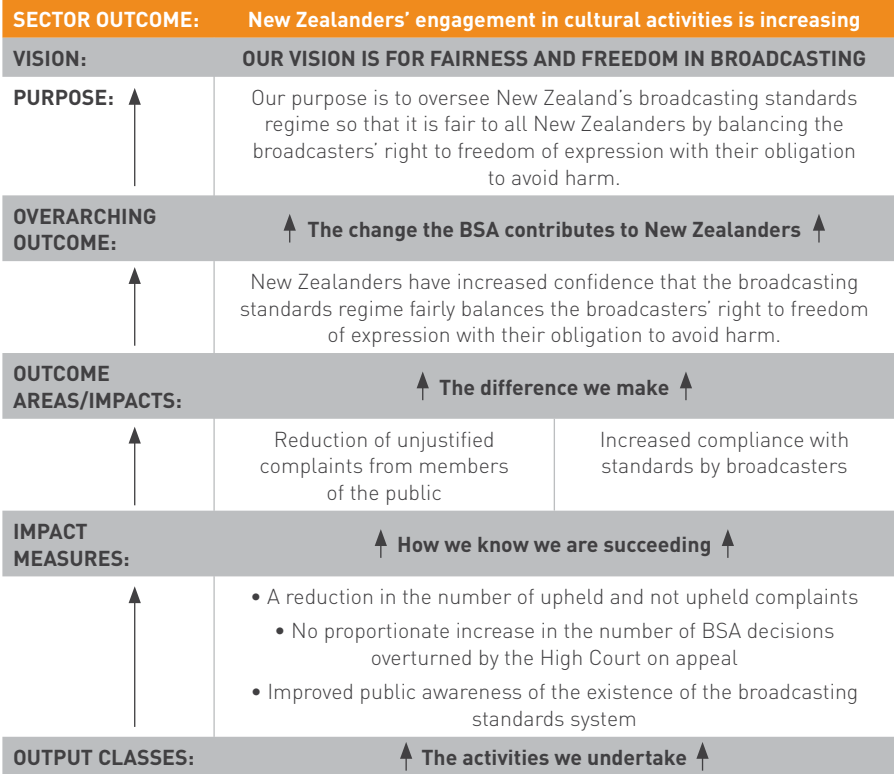 SECTOR OUTCOME: New Zealanders' engagement in cultural activities is increasing
VISION: OUR VISION IS FOR FAIRNESS AND FREEDOM IN BROADCASTING
PURPOSE:
Our purpose is to oversee New Zealand's broadcasting standards
regime so that it is fair to all New Zealanders by balancing the
broadcasters' right to freedom of expression with their obligation
to avoid harm.
OVERARCHING
OUTCOME:
The change the BSA contributes to New Zealanders
New Zealanders have increased confidence that the broadcasting
standards regime fairly balances the broadcasters' right to freedom
of expression with their obligation to avoid harm.
OUTCOME
AREAS/IMPACTS:
The difference we make
Reduction of unjustified
complaints from members
of the public
Increased compliance with
standards by broadcasters
IMPACT
MEASURES:
How we know we are succeeding
• A reduction in the number of upheld and not upheld complaints
• No proportionate increase in the number of BSA decisions
overturned by the High Court on appeal
• Improved public awareness of the existence of the broadcasting
standards system
OUTPUT CLASSES: The activities we undertake